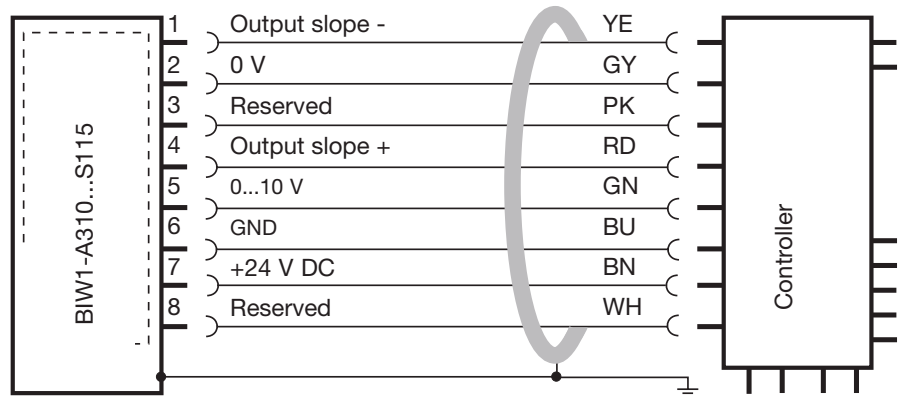 1 Output slope - YE
2 0 V GY
3 Reserved PK
4 Output slope + RD
5 0...10 V GN
6 GND BU
7 +24 V DC BN
8 Reserved WH
BIW1-A310...S115
Controller